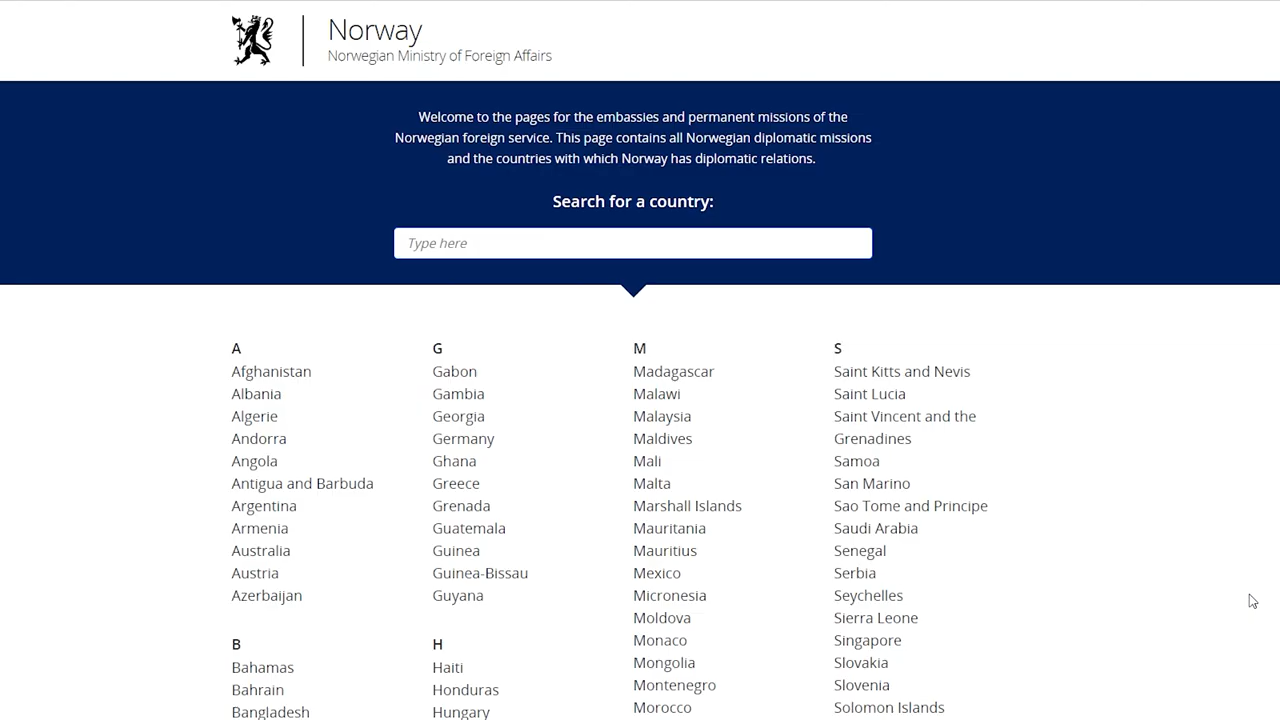 Norway
Norwegian Ministry of Foreign Affairs
Welcome to the pages for the embassies and permanent missions of the
Norwegian foreign service. This page contains all Norwegian diplomatic missions
and the countries with which Norway has diplomatic relations.
Search for a country:
Type here
A
Afghanistan
Albania
Algerie
Andorra
Angola
Antigua and Barbuda
Argentina
Armenia
Australia
Austria
Azerbaijan
B
Bahamas
Bahrain
Bangladesh
G
Gabon
Gambia
Georgia
Germany
Ghana
Greece
Grenada
Guatemala
Guinea
Guinea-Bissau
Guyana
H
Haiti
Honduras
Hungary
M
Madagascar
Malawi
Malaysia
Maldives
Mali
Malta
Marshall Islands
Mauritania
Mauritius
Mexico
Micronesia
Moldova
Monaco
Mongolia
Montenegro
Morocco
S
Saint Kitts and Nevis
Saint Lucia
Saint Vincent and the
Grenadines
Samoa
San Marino
Sao Tome and Principe
Saudi Arabia
Senegal
Serbia
Seychelles
Sierra Leone
Singapore
Slovakia
Slovenia
Solomon Islands